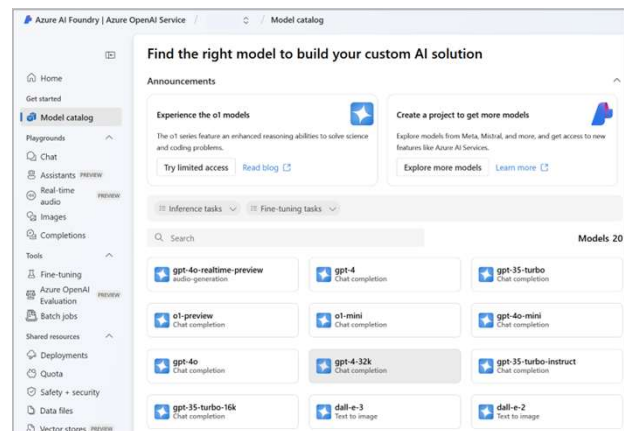 Azure AI Foundry | Azure OpenAI Service / / Model catalog
Home
Get started
Model catalog
Playgrounds
Chat
Assistants PREVIEW
Real-time audio PREVIEW
Images
Completions
Tools
Fine-tuning
Azure OpenAI Evaluation PREVIEW
Batch jobs
Shared resources
Deployments
Quota
Safety + security
Data files
Vector stores PREVIEW
Find the right model to build your custom AI solution
Announcements
Experience the o1 models
The o1 series feature an enhanced reasoning abilities to solve science
and coding problems.
Try limited access Read blog
Create a project to get more models
Explore models from Meta, Mistral, and more, and get access to new
features like Azure AI Services.
Explore more models Learn more
Inference tasks Fine-tuning tasks
Search
Models 20
gpt-4o-realtime-preview
audio-generation
gpt-4
Chat completion
gpt-35-turbo
Chat completion
o1-preview
Chat completion
o1-mini
Chat completion
gpt-4o-mini
Chat completion
gpt-4o
Chat completion
gpt-4-32k
Chat completion
gpt-35-turbo-instruct
Chat completion
gpt-35-turbo-16k
Chat completion
dall-e-3
Text to image
dall-e-2
Text to image